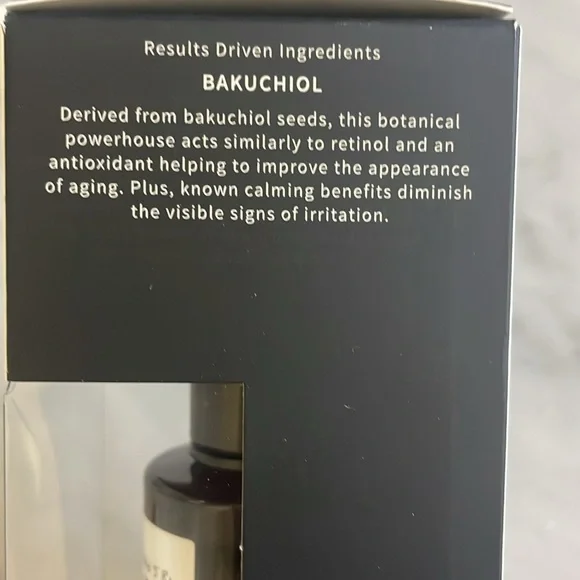 Results Driven Ingredients
BAKUCHIOL
Derived from bakuchiol seeds, this botanical
powerhouse acts similarly to retinol and an
antioxidant helping to improve the appearance
of aging. Plus, known calming benefits diminish
the visible signs of irritation.